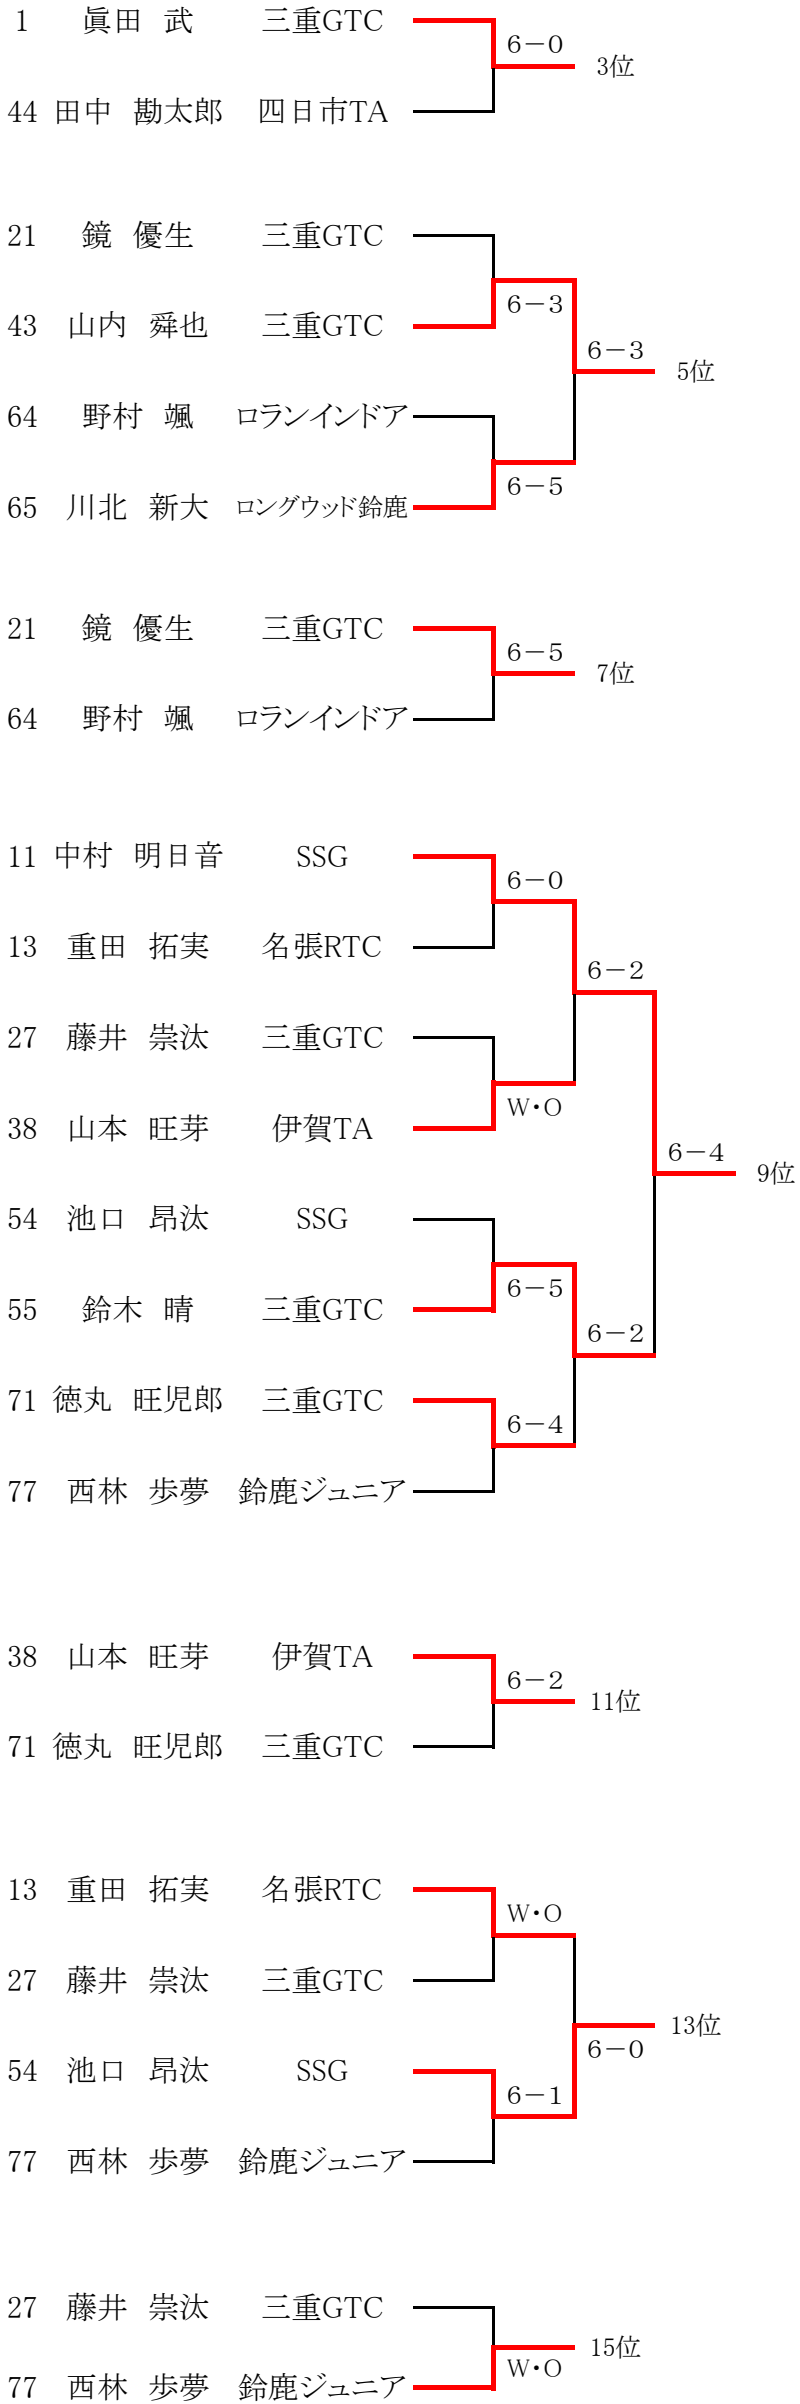 1 眞田 武 三重GTC
6－0
3位
44 田中 勘太郎 四日市TA
21 鏡 優生 三重GTC
6－3
43 山内 舜也 三重GTC
6－3
5位
64 野村 颯 ロランインドア
6－5
65 川北 新大 ロングウッド鈴鹿
21 鏡 優生 三重GTC
6－5
7位
64 野村 颯 ロランインドア
11 中村 明日音 SSG
6－0
13 重田 拓実 名張RTC
6－2
27 藤井 崇汰 三重GTC
W・O
38 山本 旺芽 伊賀TA
6－4
9位
54 池口 昂汰 SSG
6－5
55 鈴木 晴 三重GTC
6－2
71 徳丸 旺児郎 三重GTC
6－4
77 西林 歩夢 鈴鹿ジュニア
38 山本 旺芽 伊賀TA
6－2
11位
71 徳丸 旺児郎 三重GTC
13 重田 拓実 名張RTC
W・O
27 藤井 崇汰 三重GTC
13位
6－0
54 池口 昂汰 SSG
6－1
77 西林 歩夢 鈴鹿ジュニア
27 藤井 崇汰 三重GTC
15位
W・O
77 西林 歩夢 鈴鹿ジュニア